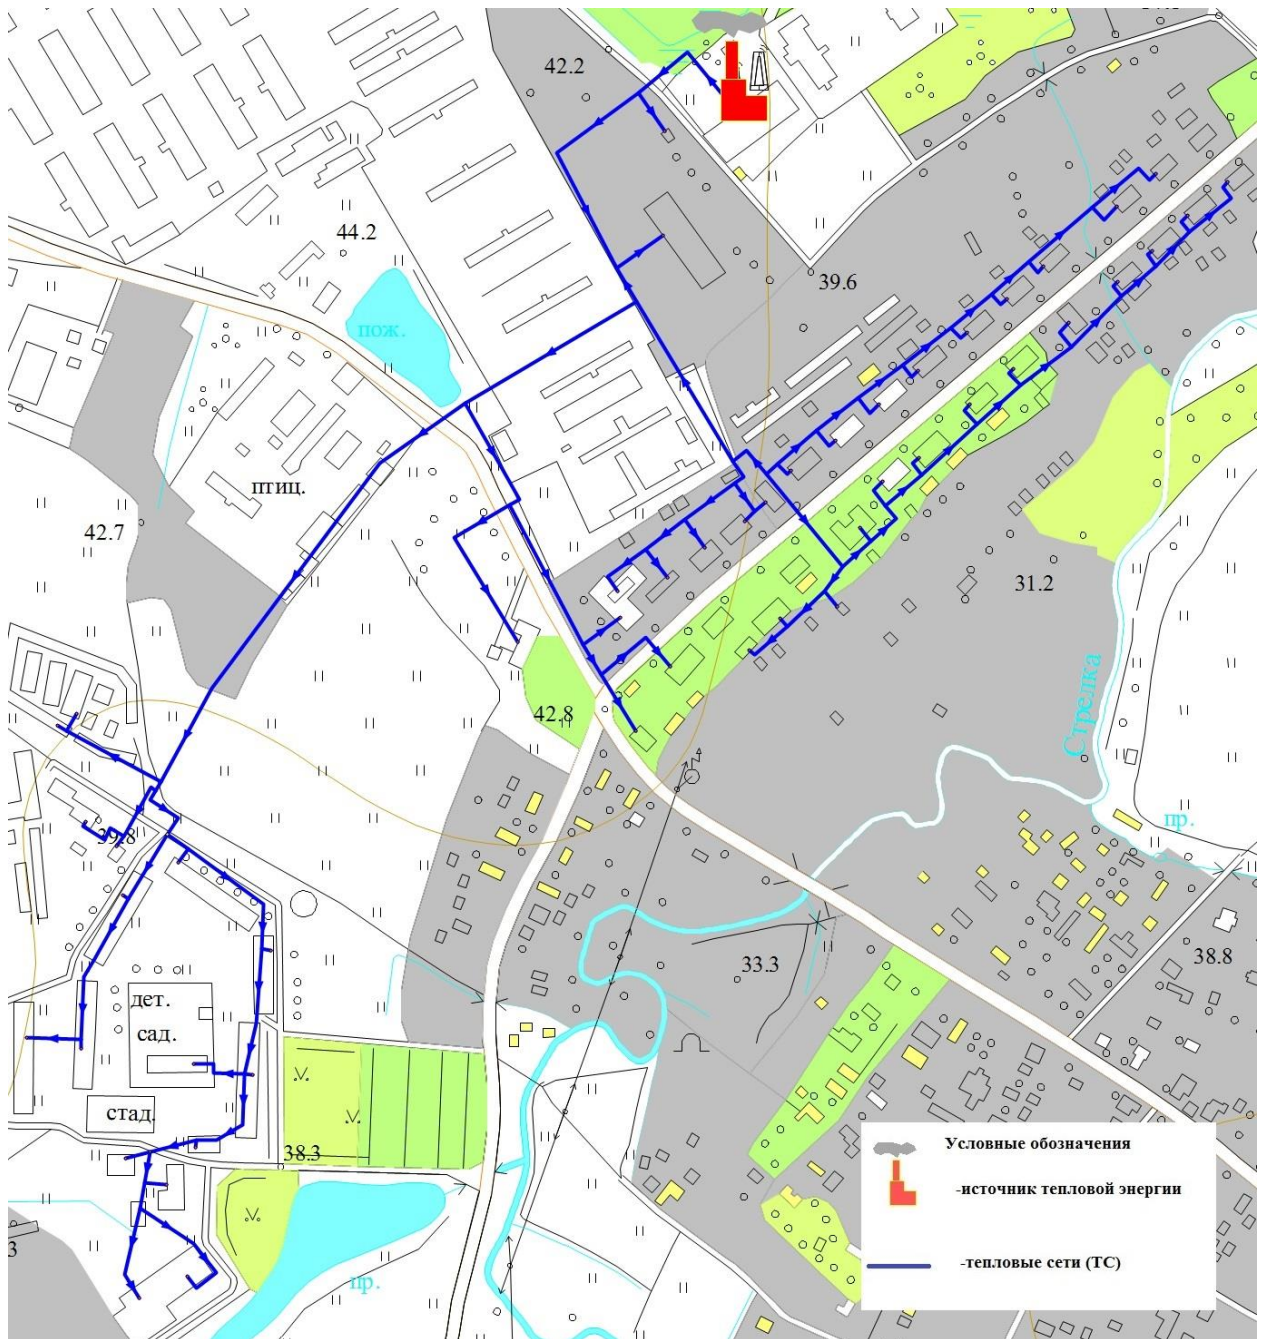 42.2
44.2
39.6
пож.
птиц.
42.7
31.2
Стрелка
42.8
пр.
39.8
33.3
38.8
дет.
сад.
стад.
38.3
Условные обозначения
-источник тепловой энергии
3
пр.
-тепловые сети (ТС)